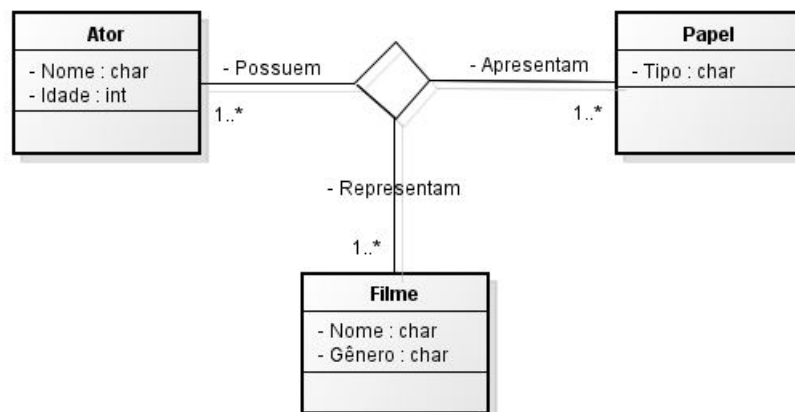 Ator
- Nome : char
- Idade : int
- Possuem
1..*
- Apresentam
1..*
Papel
- Tipo : char
- Representam
1..*
Filme
- Nome : char
- Gênero : char